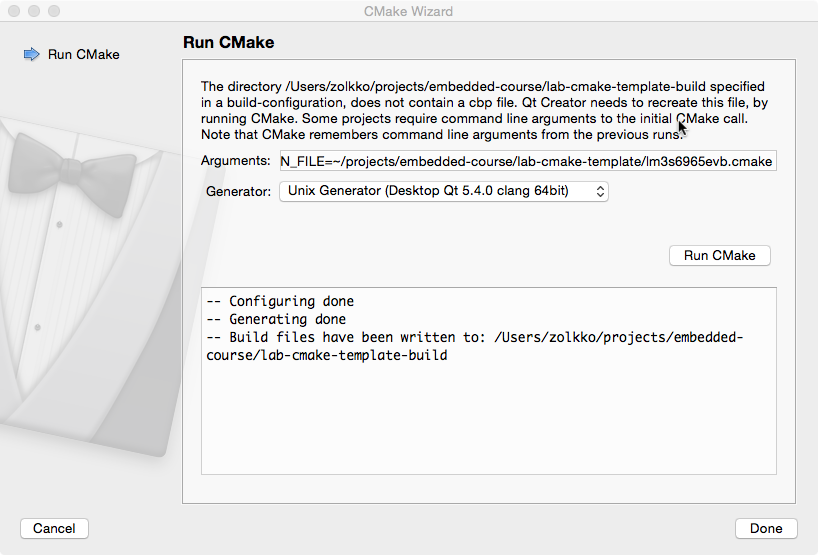 CMake Wizard
Run CMake
Run CMake
The directory /Users/zolkko/projects/embedded-course/lab-cmake-template-build specified
in a build-configuration, does not contain a cbp file. Qt Creator needs to recreate this file, by
running CMake. Some projects require command line arguments to the initial CMake call.
Note that CMake remembers command line arguments from the previous runs.
Arguments: N_FILE=~/projects/embedded-course/lab-cmake-template/lm3s6965evb.cmake
Generator: Unix Generator (Desktop Qt 5.4.0 clang 64bit)
Run CMake
-- Configuring done
-- Generating done
-- Build files have been written to: /Users/zolkko/projects/embedded-
course/lab-cmake-template-build
Cancel
Done